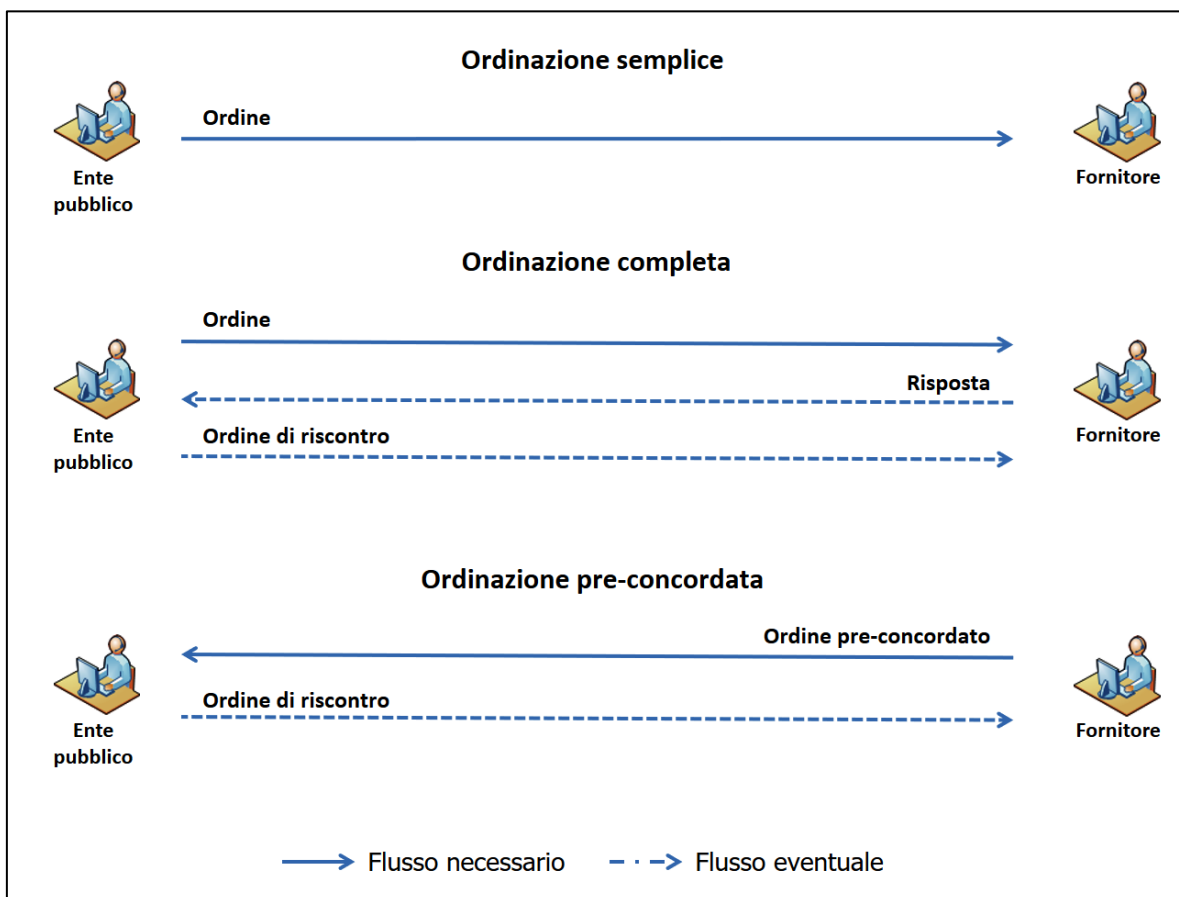 Ordinazione semplice
Ordine
Ente
pubblico
Fornitore
Ordinazione completa
Ordine
Risposta
Ordine di riscontro
Ente
pubblico
Fornitore
Ordinazione pre-concordata
Ordine pre-concordato
Ordine di riscontro
Ente
pubblico
Fornitore
Flusso necessario
Flusso eventuale